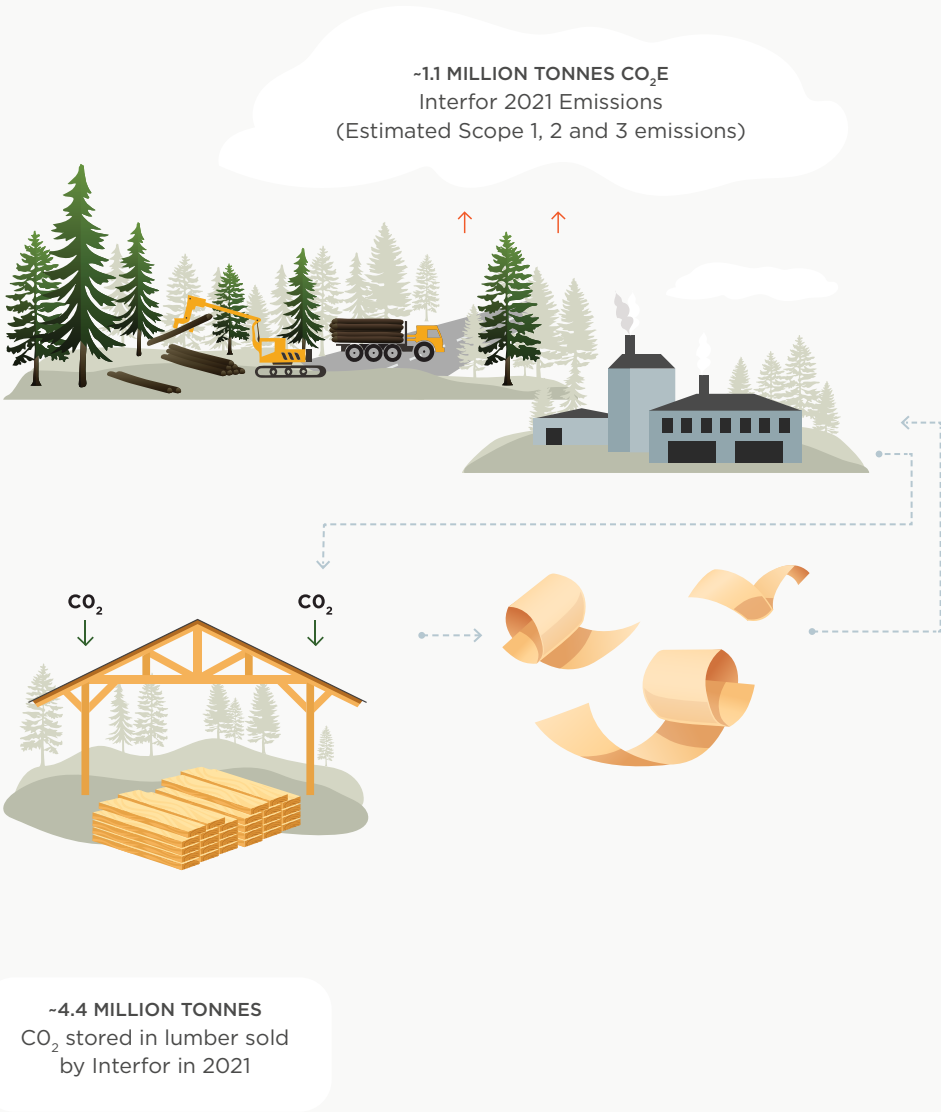 ~1.1 MILLION TONNES CO₂E
Interfor 2021 Emissions
(Estimated Scope 1, 2 and 3 emissions)
C0₂ C0₂
~4.4 MILLION TONNES
C0₂ stored in lumber sold
by Interfor in 2021